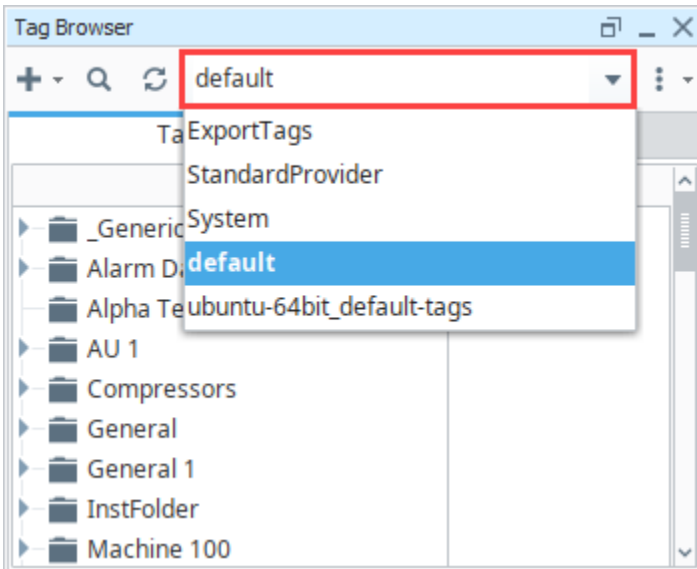 Tag Browser
default
Ta
ExportTags
StandardProvider
System
default
ubuntu-64bit_default-tags
_Generic
Alarm Da
Alpha Te
AU 1
Compressors
General
General 1
InstFolder
Machine 100